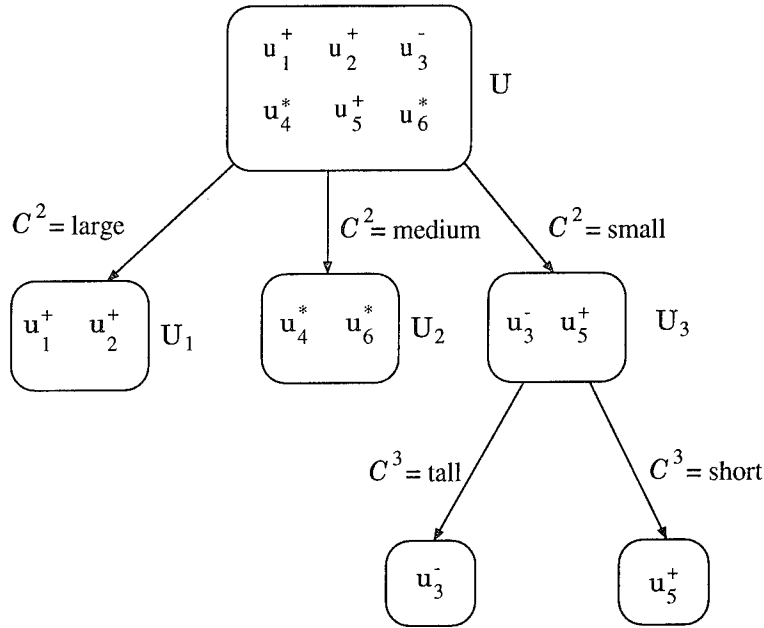 u₁⁺ u₂⁺ u₃⁻
U
u₄* u₅⁺ u₆*
C² = large
C² = medium
C² = small
u₁⁺ u₂⁺ U₁
u₄* u₆* U₂
u₃⁻ u₅⁺ U₃
C³ = tall
C³ = short
u₃⁻
u₅⁺